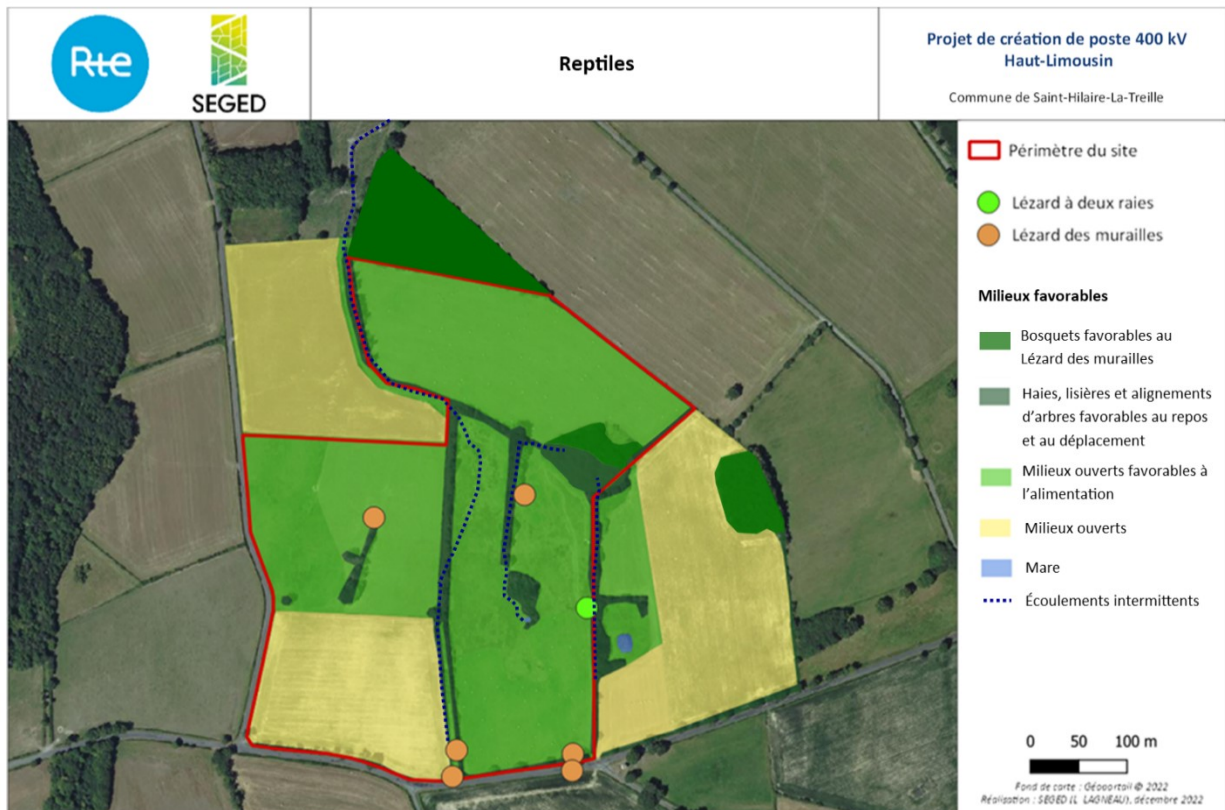 Rte
SEGED
Reptiles
Projet de création de poste 400 kV
Haut-Limousin
Commune de Saint-Hilaire-La-Treille
Périmètre du site
Lézard à deux raies
Lézard des murailles
Milieux favorables
Bosquets favorables au
Lézard des murailles
Haies, lisières et alignements
d'arbres favorables au repos
et au déplacement
Milieux ouverts favorables à
l'alimentation
Milieux ouverts
Mare
Écoulements intermittents
0 50 100 m
Fond de carte : Géoportail © 2022
Réalisation : SEGED (L. LAGNEAU), décembre 2022